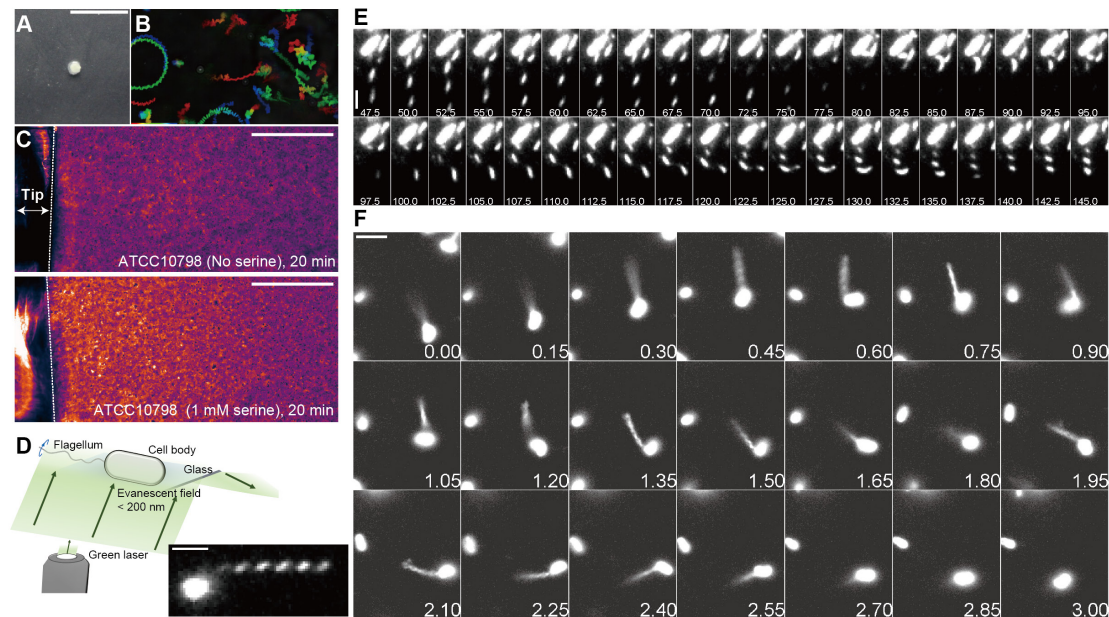 A
B
C
Tip
ATCC10798 (No serine), 20 min
ATCC10798 (1 mM serine), 20 min
D
Flagellum
Cell body
Glass
Evanescent field
< 200 nm
Green laser
E
47.5 50.0 52.5 55.0 57.5 60.0 62.5 65.0 67.5 70.0 72.5 75.0 77.5 80.0 82.5 85.0 87.5 90.0 92.5 95.0
97.5 100.0 102.5 105.0 107.5 110.0 112.5 115.0 117.5 120.0 122.5 125.0 127.5 130.0 132.5 135.0 137.5 140.0 142.5 145.0
F
0.00 0.15 0.30 0.45 0.60 0.75 0.90
1.05 1.20 1.35 1.50 1.65 1.80 1.95
2.10 2.25 2.40 2.55 2.70 2.85 3.00